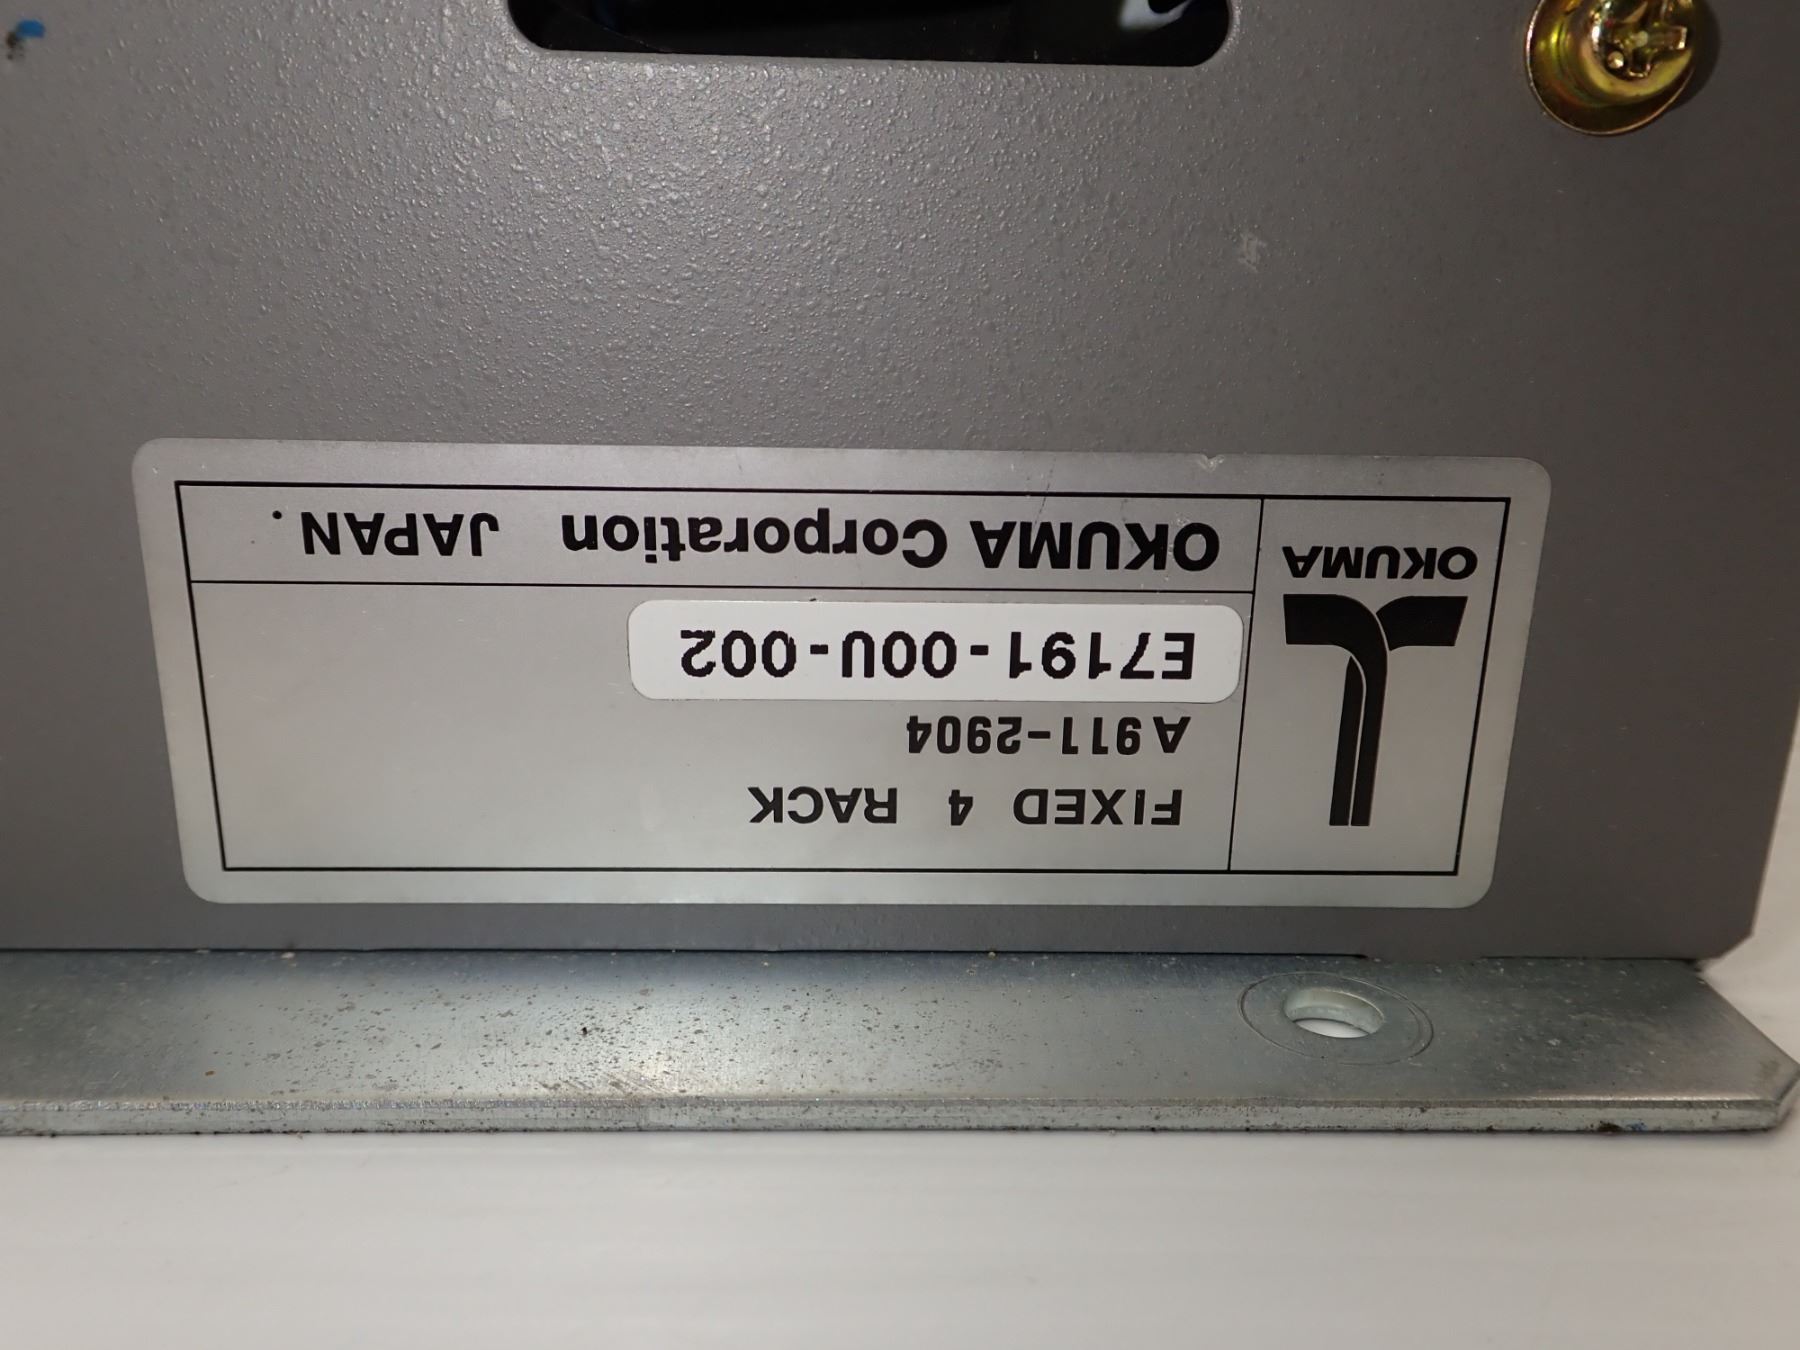 OKUMA
FIXED 4 RACK
A911-2904
E7191-00U-002
OKUMA Corporation JAPAN.